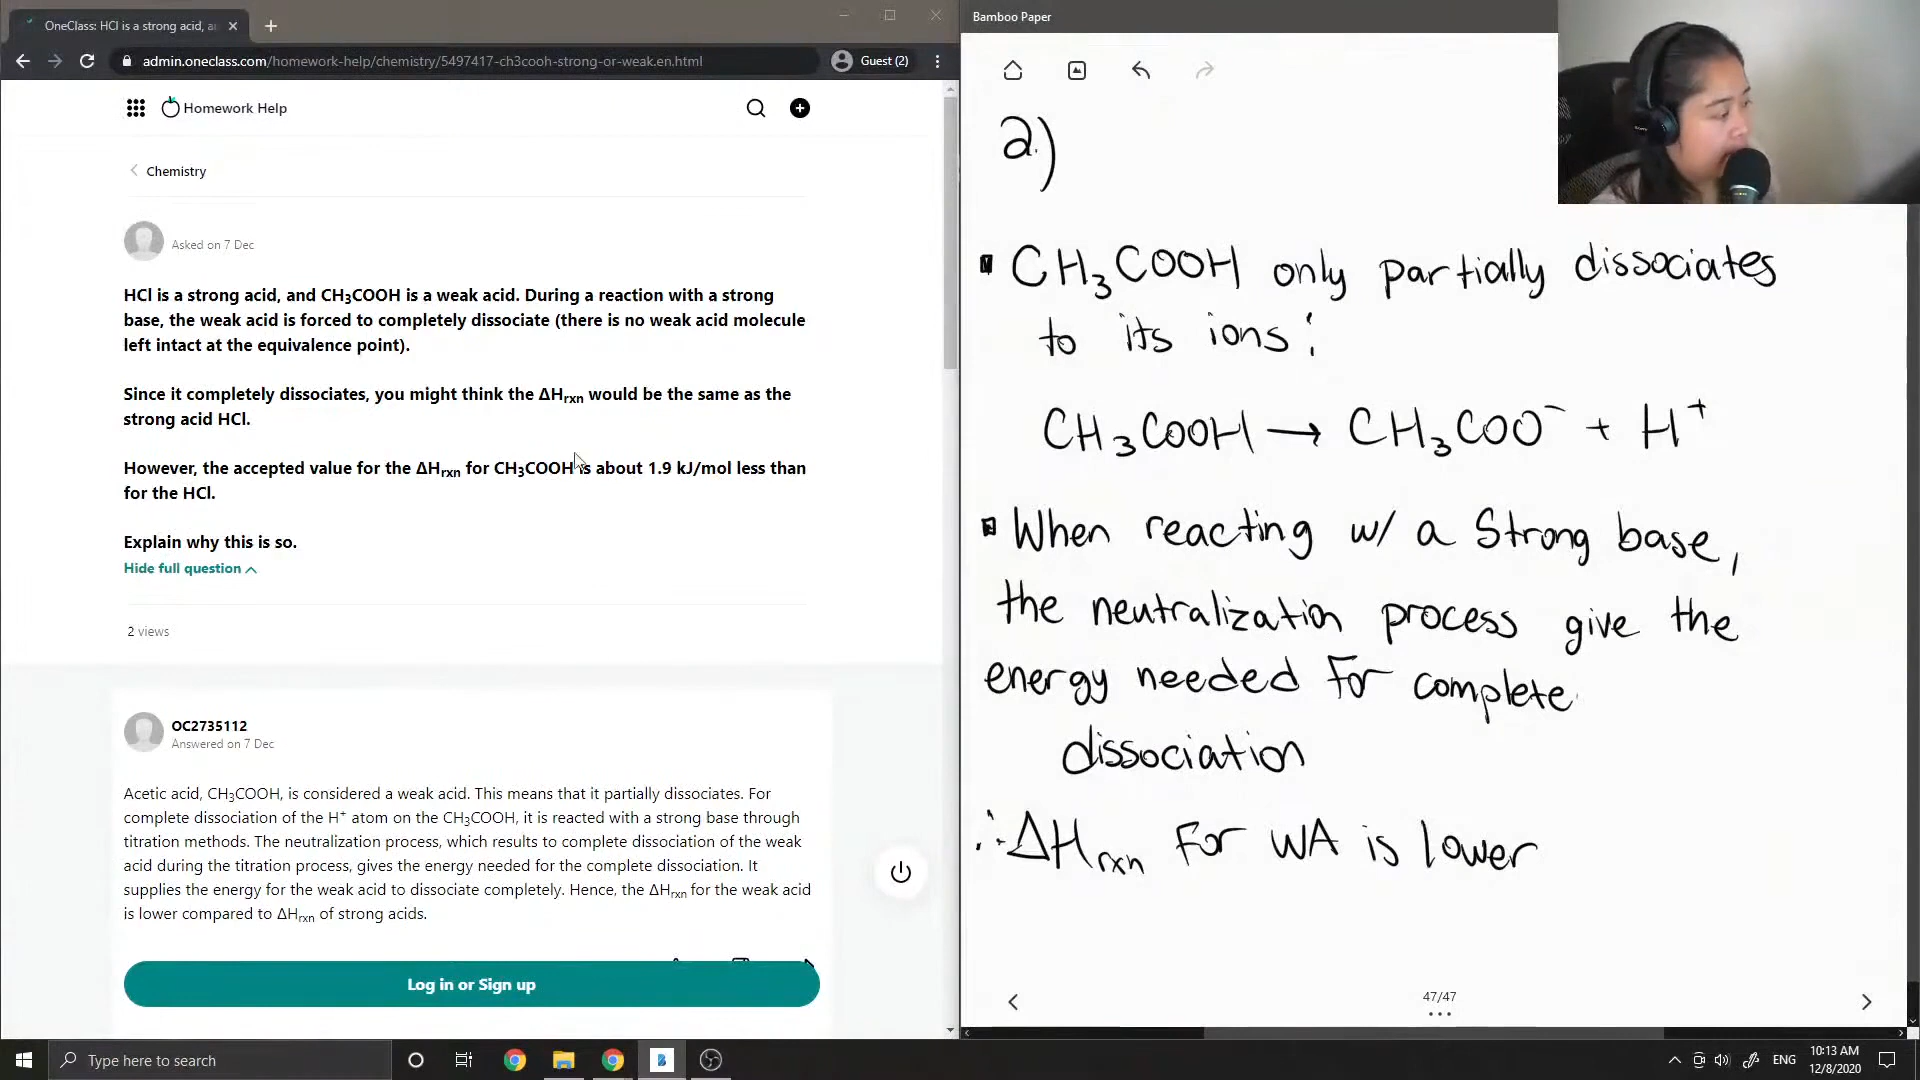 OneClass: HCl is a strong acid, a
admin.oneclass.com/homework-help/chemistry/5497417-ch3cooh-strong-or-weak.en.html
Guest (2)
Homework Help
Chemistry
Asked on 7 Dec
HCl is a strong acid, and CH₃COOH is a weak acid. During a reaction with a strong
base, the weak acid is forced to completely dissociate (there is no weak acid molecule
left intact at the equivalence point).
Since it completely dissociates, you might think the ΔHrxn would be the same as the
strong acid HCl.
However, the accepted value for the ΔHrxn for CH₃COOH is about 1.9 kJ/mol less than
for the HCl.
Explain why this is so.
Hide full question
2 views
OC2735112
Answered on 7 Dec
Acetic acid, CH₃COOH, is considered a weak acid. This means that it partially dissociates. For
complete dissociation of the H⁺ atom on the CH₃COOH, it is reacted with a strong base through
titration methods. The neutralization process, which results to complete dissociation of the weak
acid during the titration process, gives the energy needed for the complete dissociation. It
supplies the energy for the weak acid to dissociate completely. Hence, the ΔHrxn for the weak acid
is lower compared to ΔHrxn of strong acids.
Log in or Sign up
Bamboo Paper
2.)
CH₃COOH only partially dissociates
to its ions:
CH₃COOH → CH₃COO⁻ + H⁺
When reacting w/ a Strong base,
the neutralization process give the
energy needed for complete
dissociation
∴ ΔHrxn for WA is lower
47/47
Type here to search
ENG
10:13 AM
12/8/2020